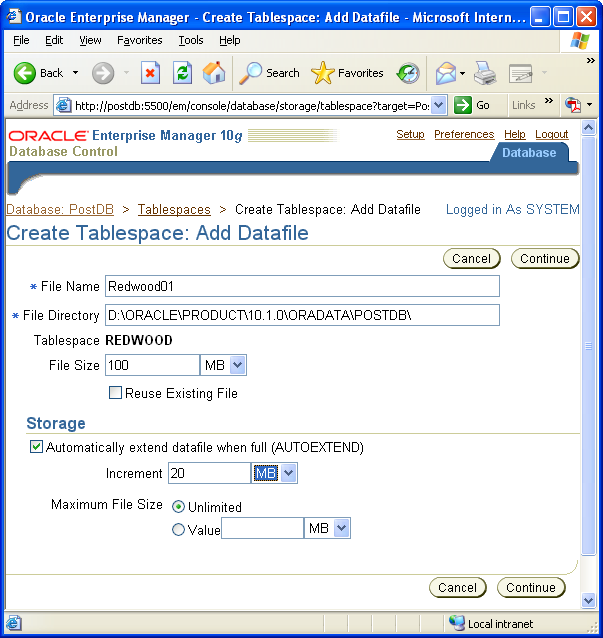 Oracle Enterprise Manager - Create Tablespace: Add Datafile - Microsoft Intern...
File Edit View Favorites Tools Help
Back Search Favorites
Address http://postdb:5500/em/console/database/storage/tablespace?target=Po Go Links
ORACLE Enterprise Manager 10g Setup Preferences Help Logout
Database Control Database
Database: PostDB > Tablespaces > Create Tablespace: Add Datafile Logged in As SYSTEM
Create Tablespace: Add Datafile
Cancel Continue
* File Name Redwood01
* File Directory D:\ORACLE\PRODUCT\10.1.0\ORADATA\POSTDB\
Tablespace REDWOOD
File Size 100 MB
Reuse Existing File
Storage
Automatically extend datafile when full (AUTOEXTEND)
Increment 20 MB
Maximum File Size Unlimited
Value MB
Cancel Continue
Local intranet